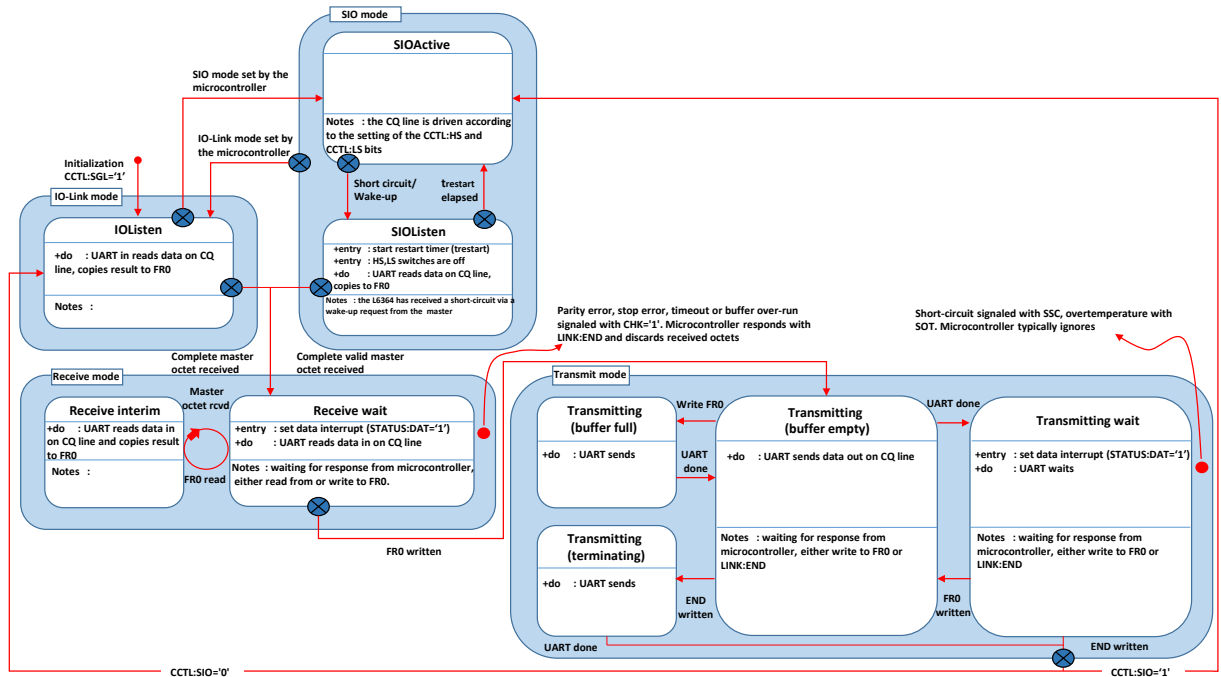 SIO mode
SIOActive
Notes : the CQ line is driven according
to the setting of the CCTL:HS and
CCTL:LS bits
SIO mode set by the
microcontroller
IO-Link mode set by
the microcontroller
Initialization
CCTL:SGL='1'
Short circuit/
Wake-up
trestart
elapsed
IO-Link mode
IOListen
+do : UART in reads data on CQ
line, copies result to FR0
Notes :
SIOListen
+entry : start restart timer (trestart)
+entry : HS,LS switches are off
+do : UART reads data on CQ line,
copies to FR0
Notes : the L6364 has received a short-circuit via a
wake-up request from the master
Complete master
octet received
Complete valid master
octet received
Parity error, stop error, timeout or buffer over-run
signaled with CHK='1'. Microcontroller responds with
LINK:END and discards received octets
Short-circuit signaled with SSC, overtemperature with
SOT. Microcontroller typically ignores
Receive mode
Receive interim
+do : UART reads data in
on CQ line and copies result
to FR0
Notes :
Master
octet rcvd
FR0 read
Receive wait
+entry : set data interrupt (STATUS:DAT='1')
+do : UART reads data in on CQ line
Notes : waiting for response from microcontroller,
either read from or write to FR0.
FR0 written
Transmit mode
Transmitting
(buffer full)
+do : UART sends
Write FR0
UART
done
Transmitting
(buffer empty)
+do : UART sends data out on CQ line
Notes : waiting for response from
microcontroller, either write to FR0 or
LINK:END
UART done
Transmitting wait
+entry : set data interrupt (STATUS:DAT='1')
+do : UART waits
Notes : waiting for response from
microcontroller, either write to FR0 or
LINK:END
Transmitting
(terminating)
+do : UART sends
END
written
FR0
written
UART done
END written
CCTL:SIO='0'
CCTL:SIO='1'